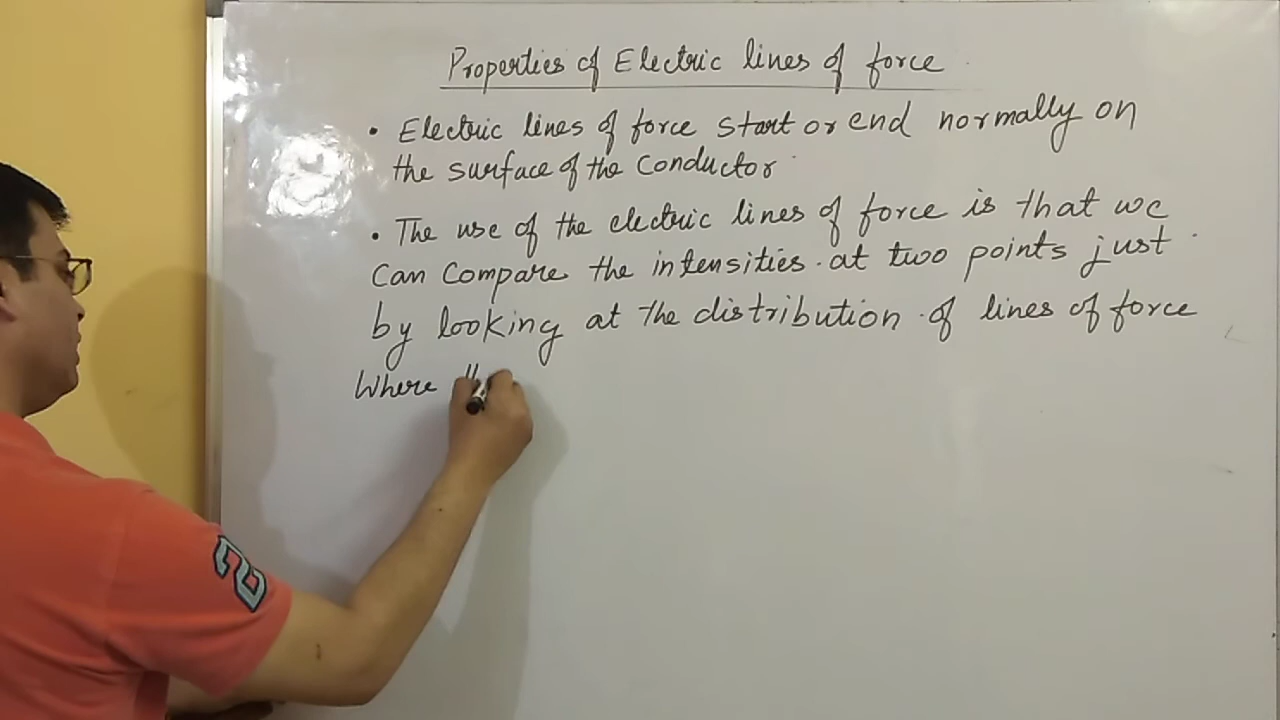 Properties of Electric lines of force
• Electric lines of force start or end normally on
the surface of the conductor
• The use of the electric lines of force is that we
can compare the intensities at two points just
by looking at the distribution of lines of force
Where
2